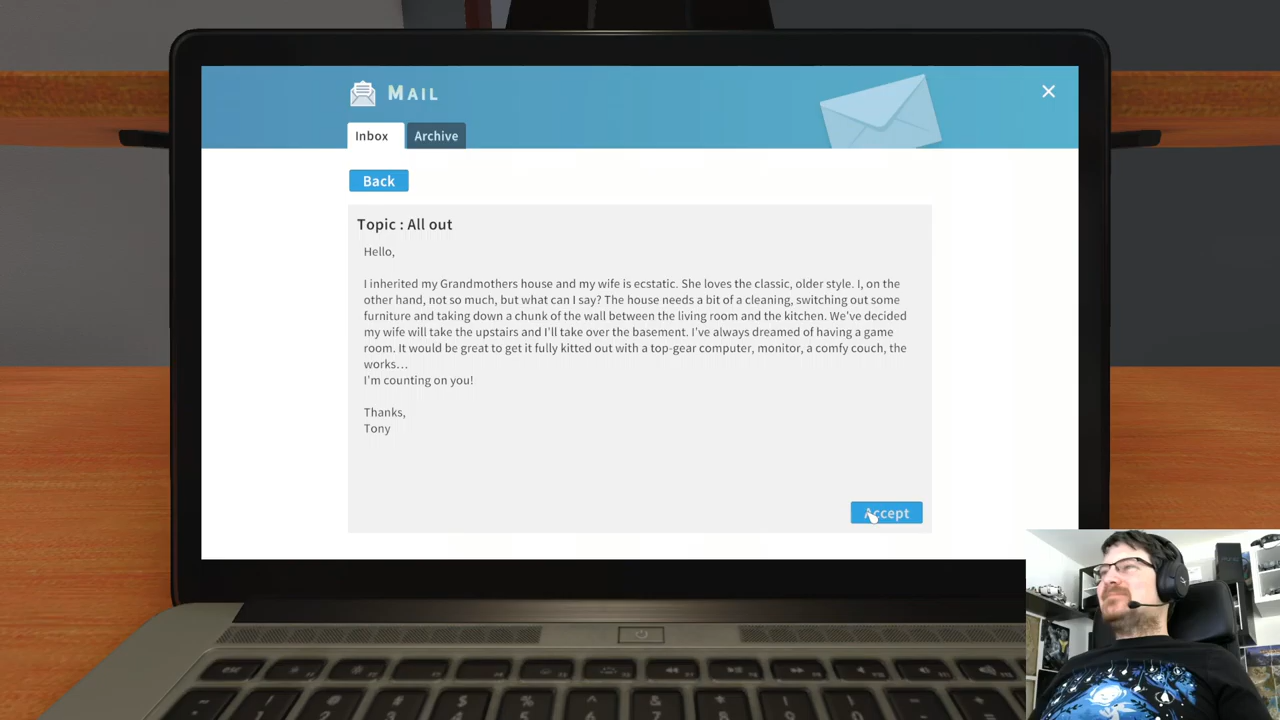 MAIL
Inbox
Archive
Back
Topic : All out
Hello,
I inherited my Grandmothers house and my wife is ecstatic. She loves the classic, older style. I, on the
other hand, not so much, but what can I say? The house needs a bit of a cleaning, switching out some
furniture and taking down a chunk of the wall between the living room and the kitchen. We've decided
my wife will take the upstairs and I'll take over the basement. I've always dreamed of having a game
room. It would be great to get it fully kitted out with a top-gear computer, monitor, a comfy couch, the
works...
I'm counting on you!
Thanks,
Tony
Accept
esc